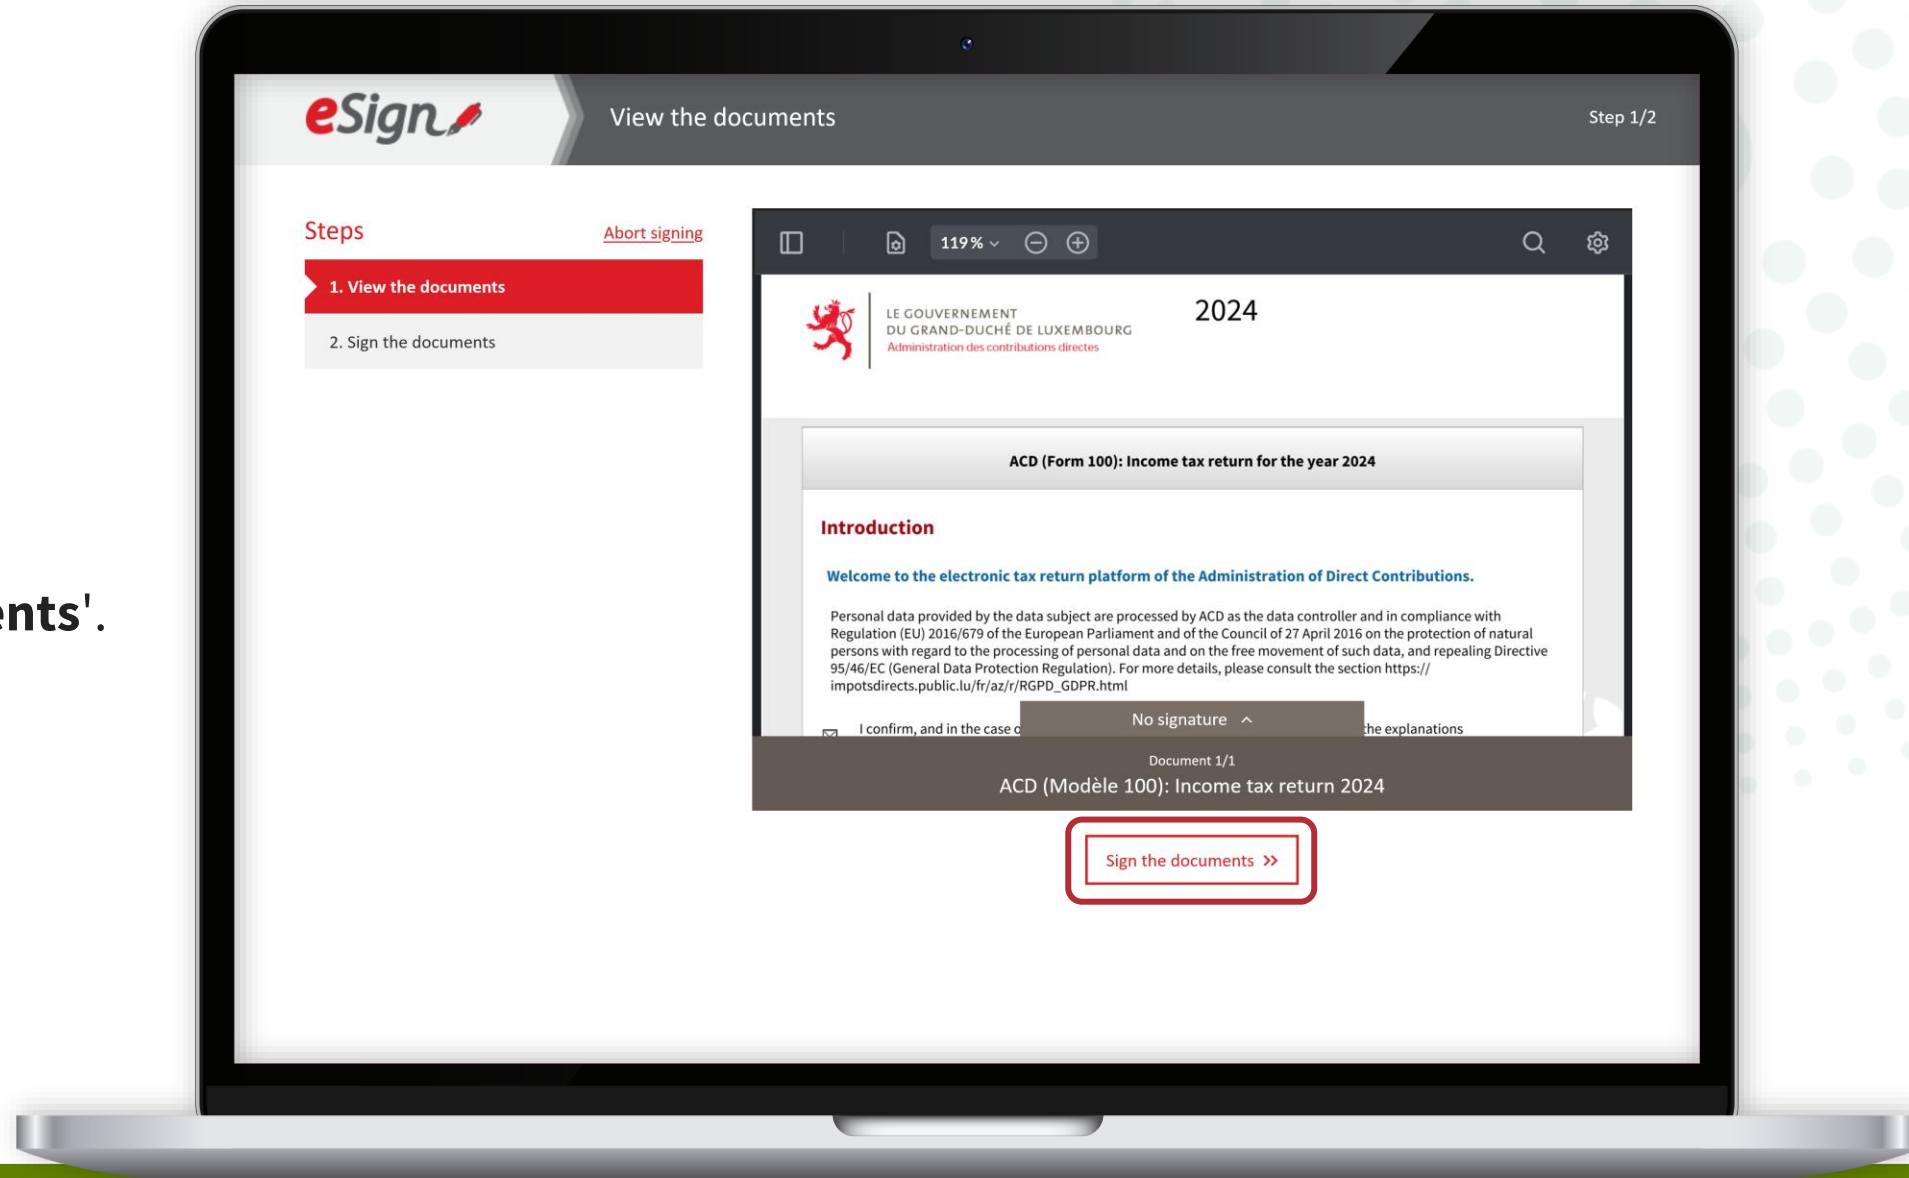 eSign
View the documents
Step 1/2
Steps
Abort signing
1. View the documents
2. Sign the documents
119%
LE GOUVERNEMENT
DU GRAND-DUCHÉ DE LUXEMBOURG
Administration des contributions directes
2024
ACD (Form 100): Income tax return for the year 2024
Introduction
Welcome to the electronic tax return platform of the Administration of Direct Contributions.
Personal data provided by the data subject are processed by ACD as the data controller and in compliance with
Regulation (EU) 2016/679 of the European Parliament and of the Council of 27 April 2016 on the protection of natural
persons with regard to the processing of personal data and on the free movement of such data, and repealing Directive
95/46/EC (General Data Protection Regulation). For more details, please consult the section https://
impotsdirects.public.lu/fr/az/r/RGPD_GDPR.html
I confirm, and in the case
the explanations
No signature
Document 1/1
ACD (Modèle 100): Income tax return 2024
Sign the documents
nts'.